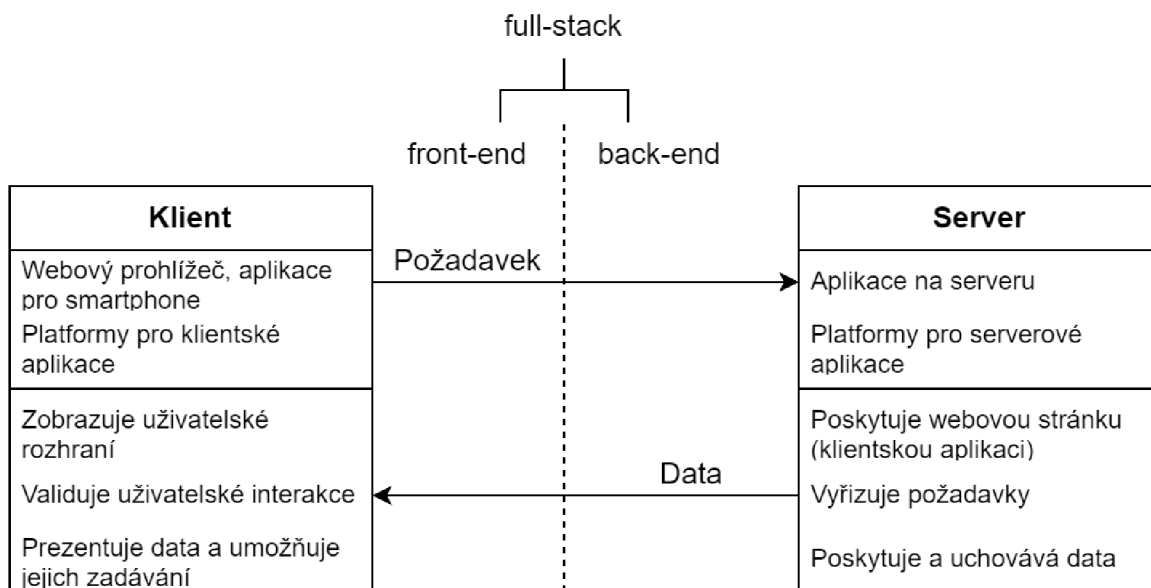 full-stack
front-end
back-end
Klient
Webový prohlížeč, aplikace
pro smartphone
Platformy pro klientské
aplikace
Zobrazuje uživatelské
rozhraní
Validuje uživatelské interakce
Prezentuje data a umožňuje
jejich zadávání
Požadavek
Data
Server
Aplikace na serveru
Platformy pro serverové
aplikace
Poskytuje webovou stránku
(klientskou aplikaci)
Vyřizuje požadavky
Poskytuje a uchovává data